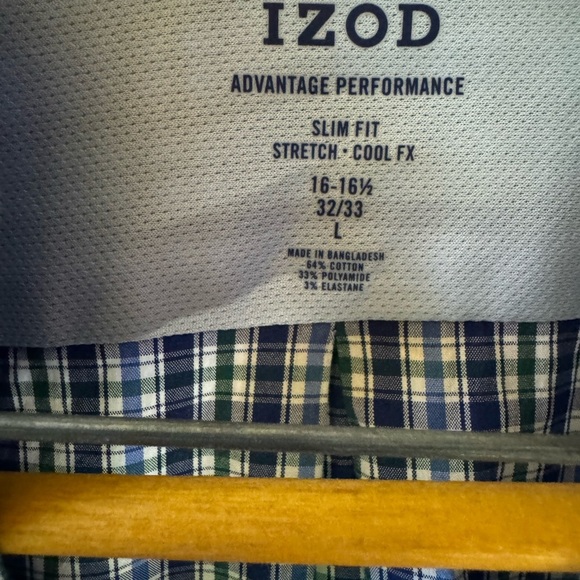 IZOD
ADVANTAGE PERFORMANCE
SLIM FIT
STRETCH · COOL FX
16-16½
32/33
L
MADE IN BANGLADESH
64% COTTON
33% POLYAMIDE
3% ELASTANE